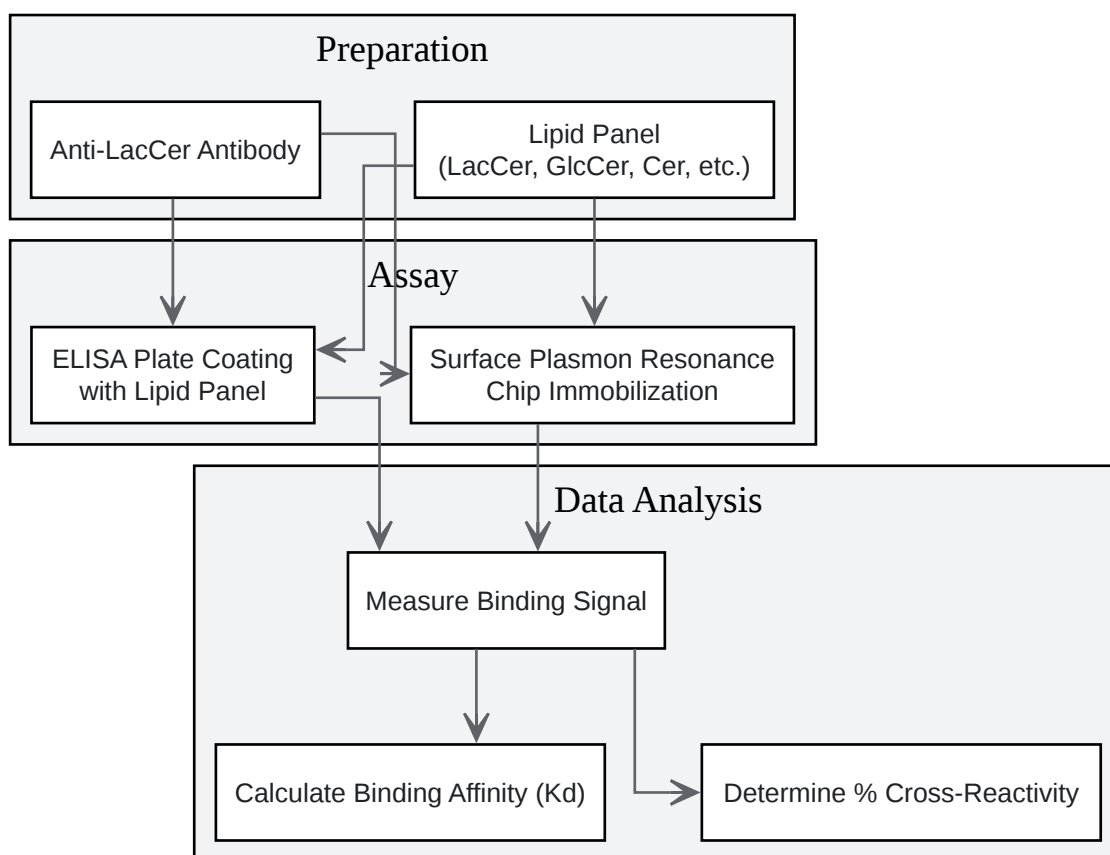 Preparation
Anti-LacCer Antibody
Lipid Panel
(LacCer, GlcCer, Cer, etc.)
Assay
ELISA Plate Coating
with Lipid Panel
Surface Plasmon Resonance
Chip Immobilization
Data Analysis
Measure Binding Signal
Calculate Binding Affinity (Kd)
Determine % Cross-Reactivity